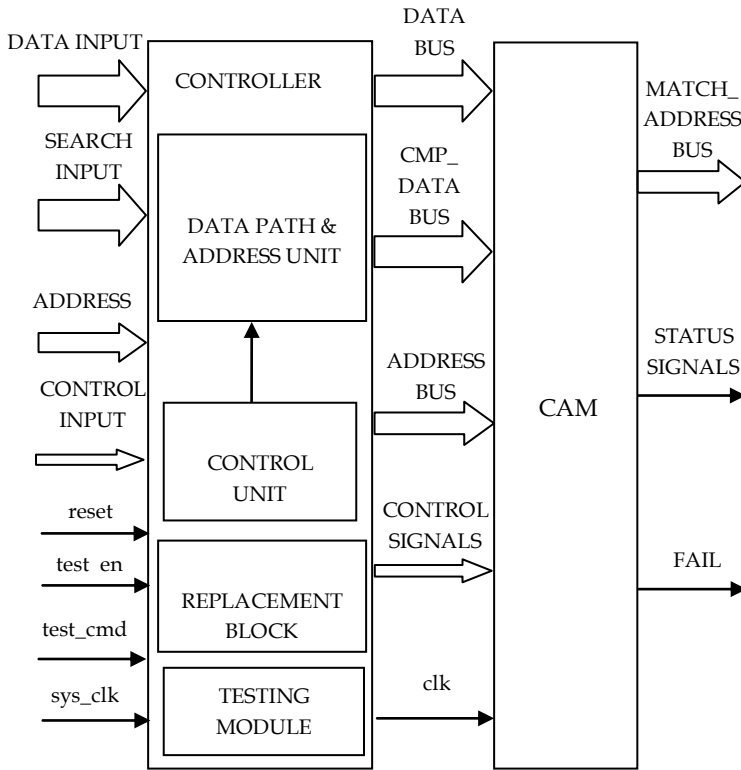 DATA INPUT
SEARCH
INPUT
ADDRESS
CONTROL
INPUT
reset
test en
test_cmd
sys_clk
CONTROLLER
DATA PATH &
ADDRESS UNIT
CONTROL
UNIT
REPLACEMENT
BLOCK
TESTING
MODULE
DATA
BUS
CMP_
DATA
BUS
ADDRESS
BUS
CONTROL
SIGNALS
clk
CAM
MATCH_
ADDRESS
BUS
STATUS
SIGNALS
FAIL